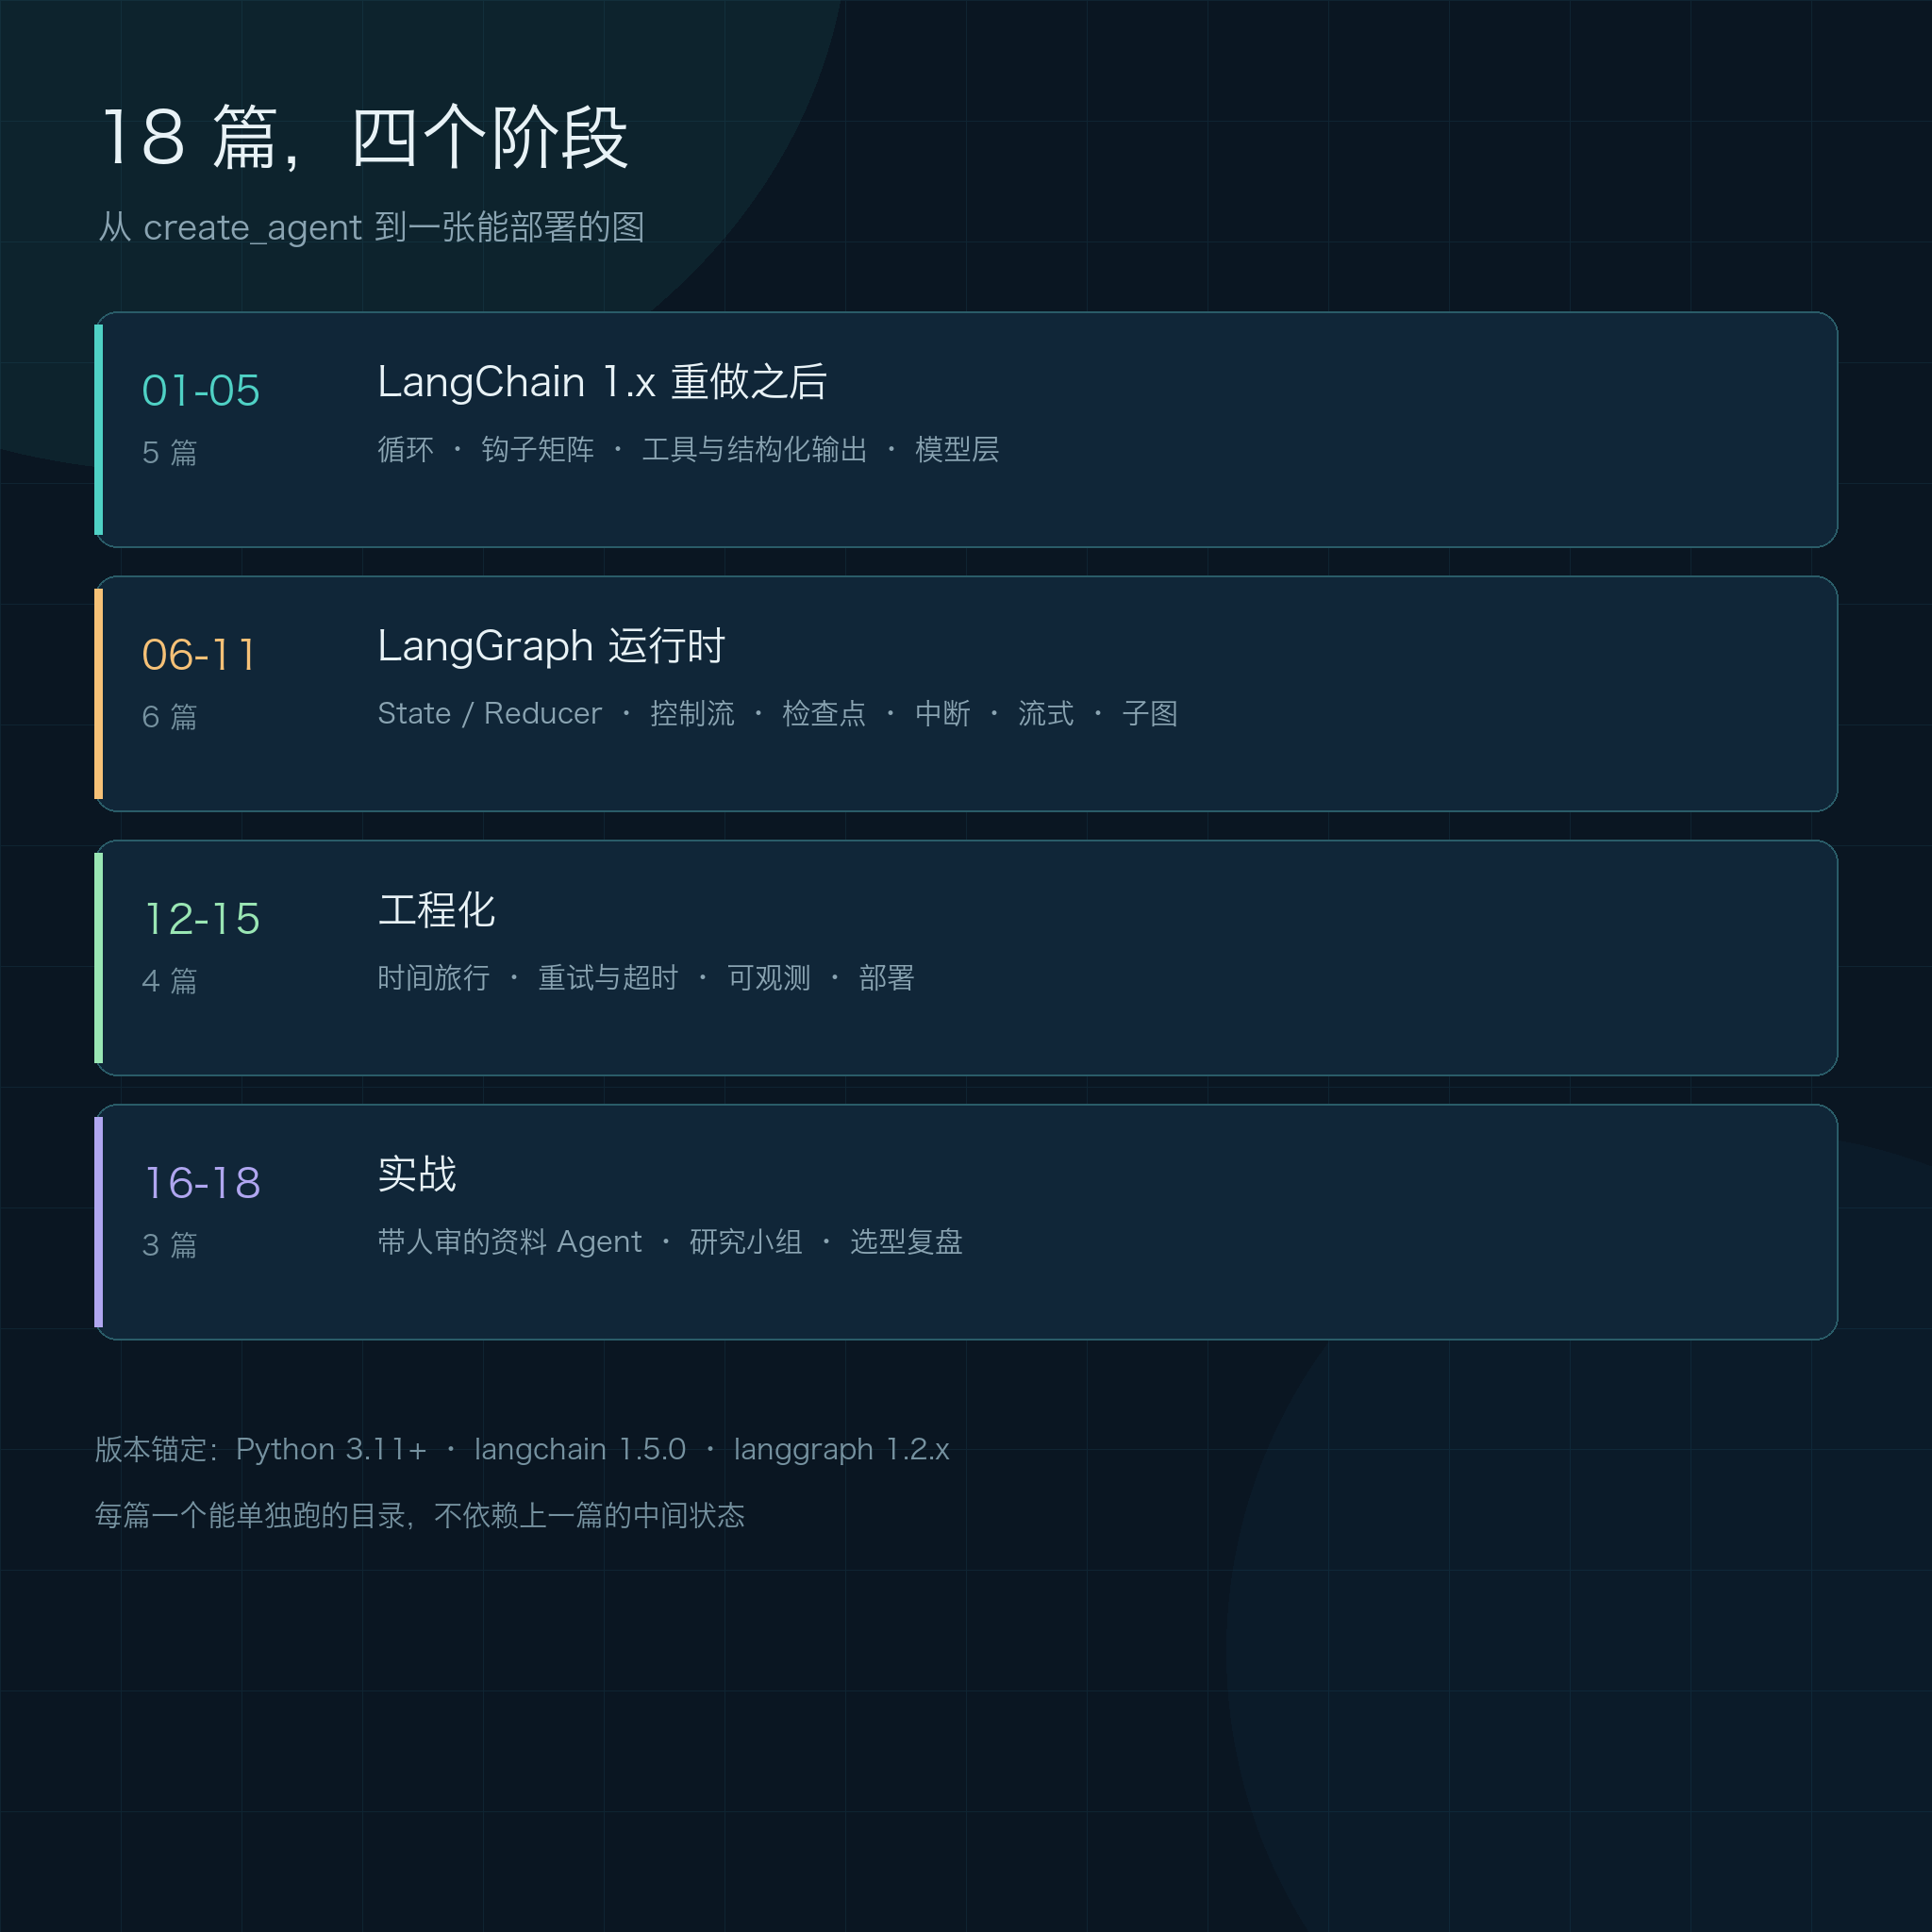 18 篇，四个阶段
从 create_agent 到一张能部署的图
01-05
5 篇
LangChain 1.x 重做之后
循环 · 钩子矩阵 · 工具与结构化输出 · 模型层
06-11
6 篇
LangGraph 运行时
State / Reducer · 控制流 · 检查点 · 中断 · 流式 · 子图
12-15
4 篇
工程化
时间旅行 · 重试与超时 · 可观测 · 部署
16-18
3 篇
实战
带人审的资料 Agent · 研究小组 · 选型复盘
版本锚定：Python 3.11+ · langchain 1.5.0 · langgraph 1.2.x
每篇一个能单独跑的目录，不依赖上一篇的中间状态